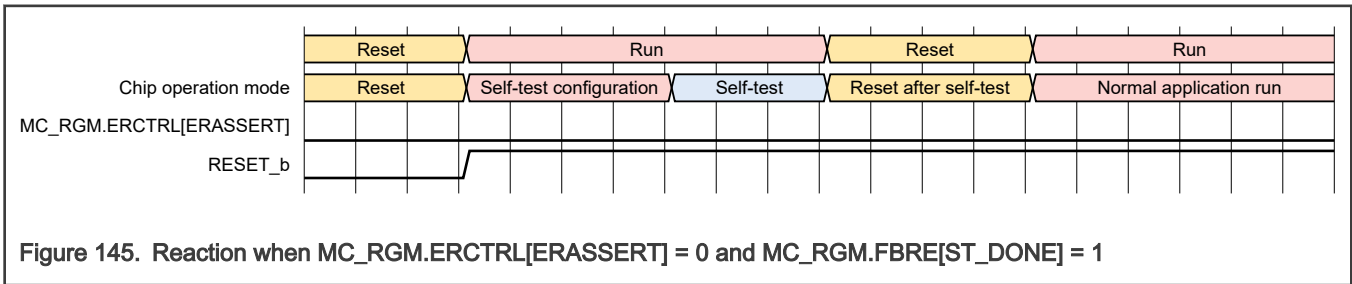 Reset Run Reset Run
Chip operation mode Reset Self-test configuration Self-test Reset after self-test Normal application run
MC_RGM.ERCTRL[ERASSERT]
RESET_b
Figure 145. Reaction when MC_RGM.ERCTRL[ERASSERT] = 0 and MC_RGM.FBRE[ST_DONE] = 1